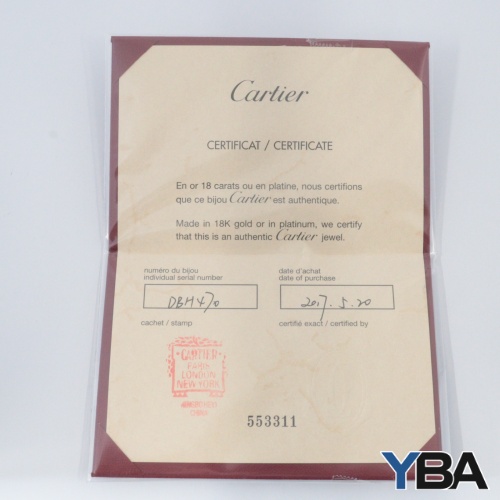 Cartier
CERTIFICAT / CERTIFICATE
En or 18 carats ou en platine, nous certifions
que ce bijou Cartier est authentique.
Made in 18K gold or in platinum, we certify
that this is an authentic Cartier jewel.
numéro du bijou
individual serial number
date d'achat
date of purchase
DBH470
2017.5.20
cachet / stamp
certifié exact / certified by
CARTIER
PARIS
LONDON
NEW YORK
553311
YBA